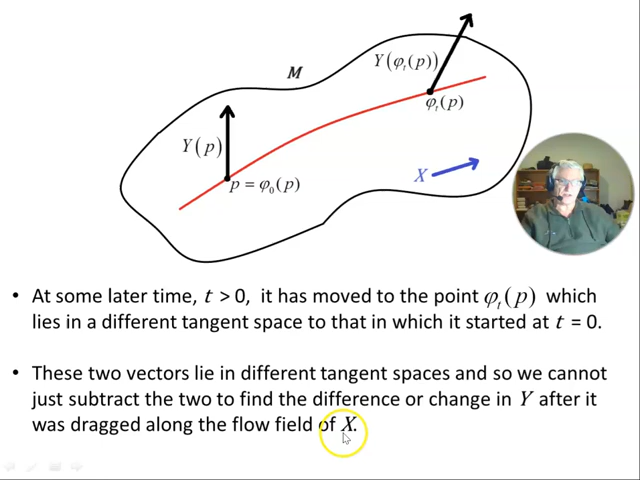 M
Y(φₜ(p))
φₜ(p)
Y(p)
p = φ₀(p)
X
• At some later time, t > 0, it has moved to the point φₜ(p) which
lies in a different tangent space to that in which it started at t = 0.
• These two vectors lie in different tangent spaces and so we cannot
just subtract the two to find the difference or change in Y after it
was dragged along the flow field of X.